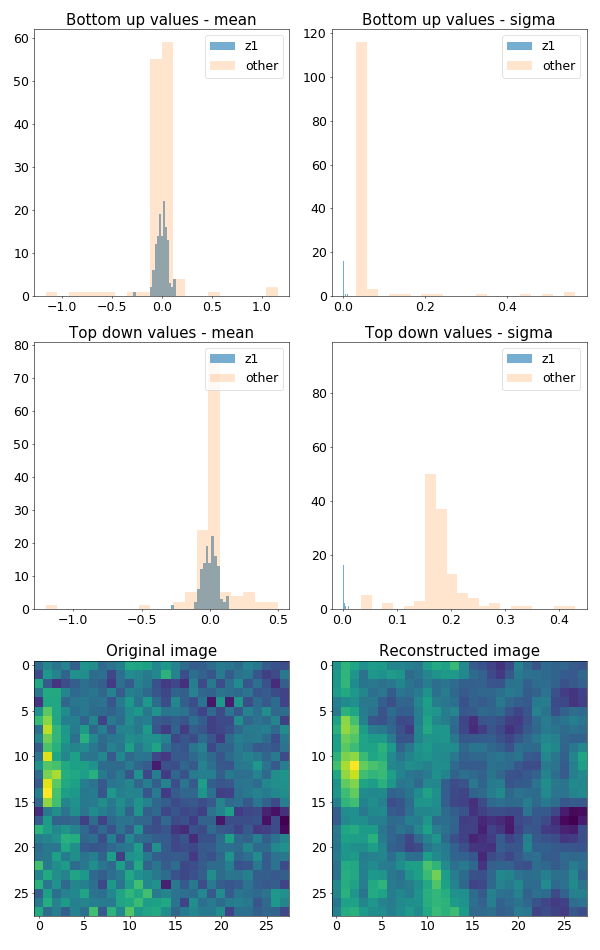 Bottom up values - mean
Bottom up values - sigma
z1
other
z1
other
60
50
40
30
20
10
0
120
100
80
60
40
20
0
−1.0 −0.5 0.0 0.5 1.0
0.0 0.2 0.4
Top down values - mean
Top down values - sigma
z1
other
z1
other
80
70
60
50
40
30
20
10
0
80
60
40
20
0
−1.0 −0.5 0.0 0.5
0.0 0.1 0.2 0.3 0.4
Original image
Reconstructed image
0
5
10
15
20
25
0
5
10
15
20
25
0 5 10 15 20 25
0 5 10 15 20 25